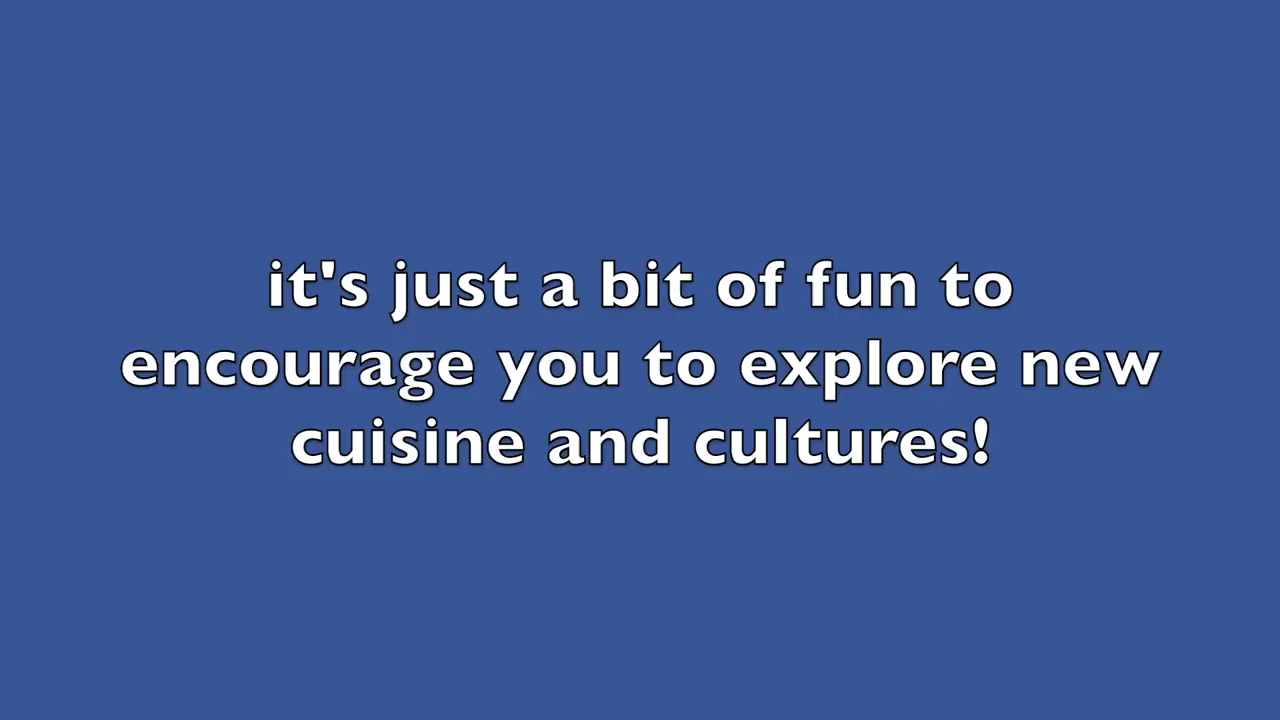 it's just a bit of fun to
encourage you to explore new
cuisine and cultures!